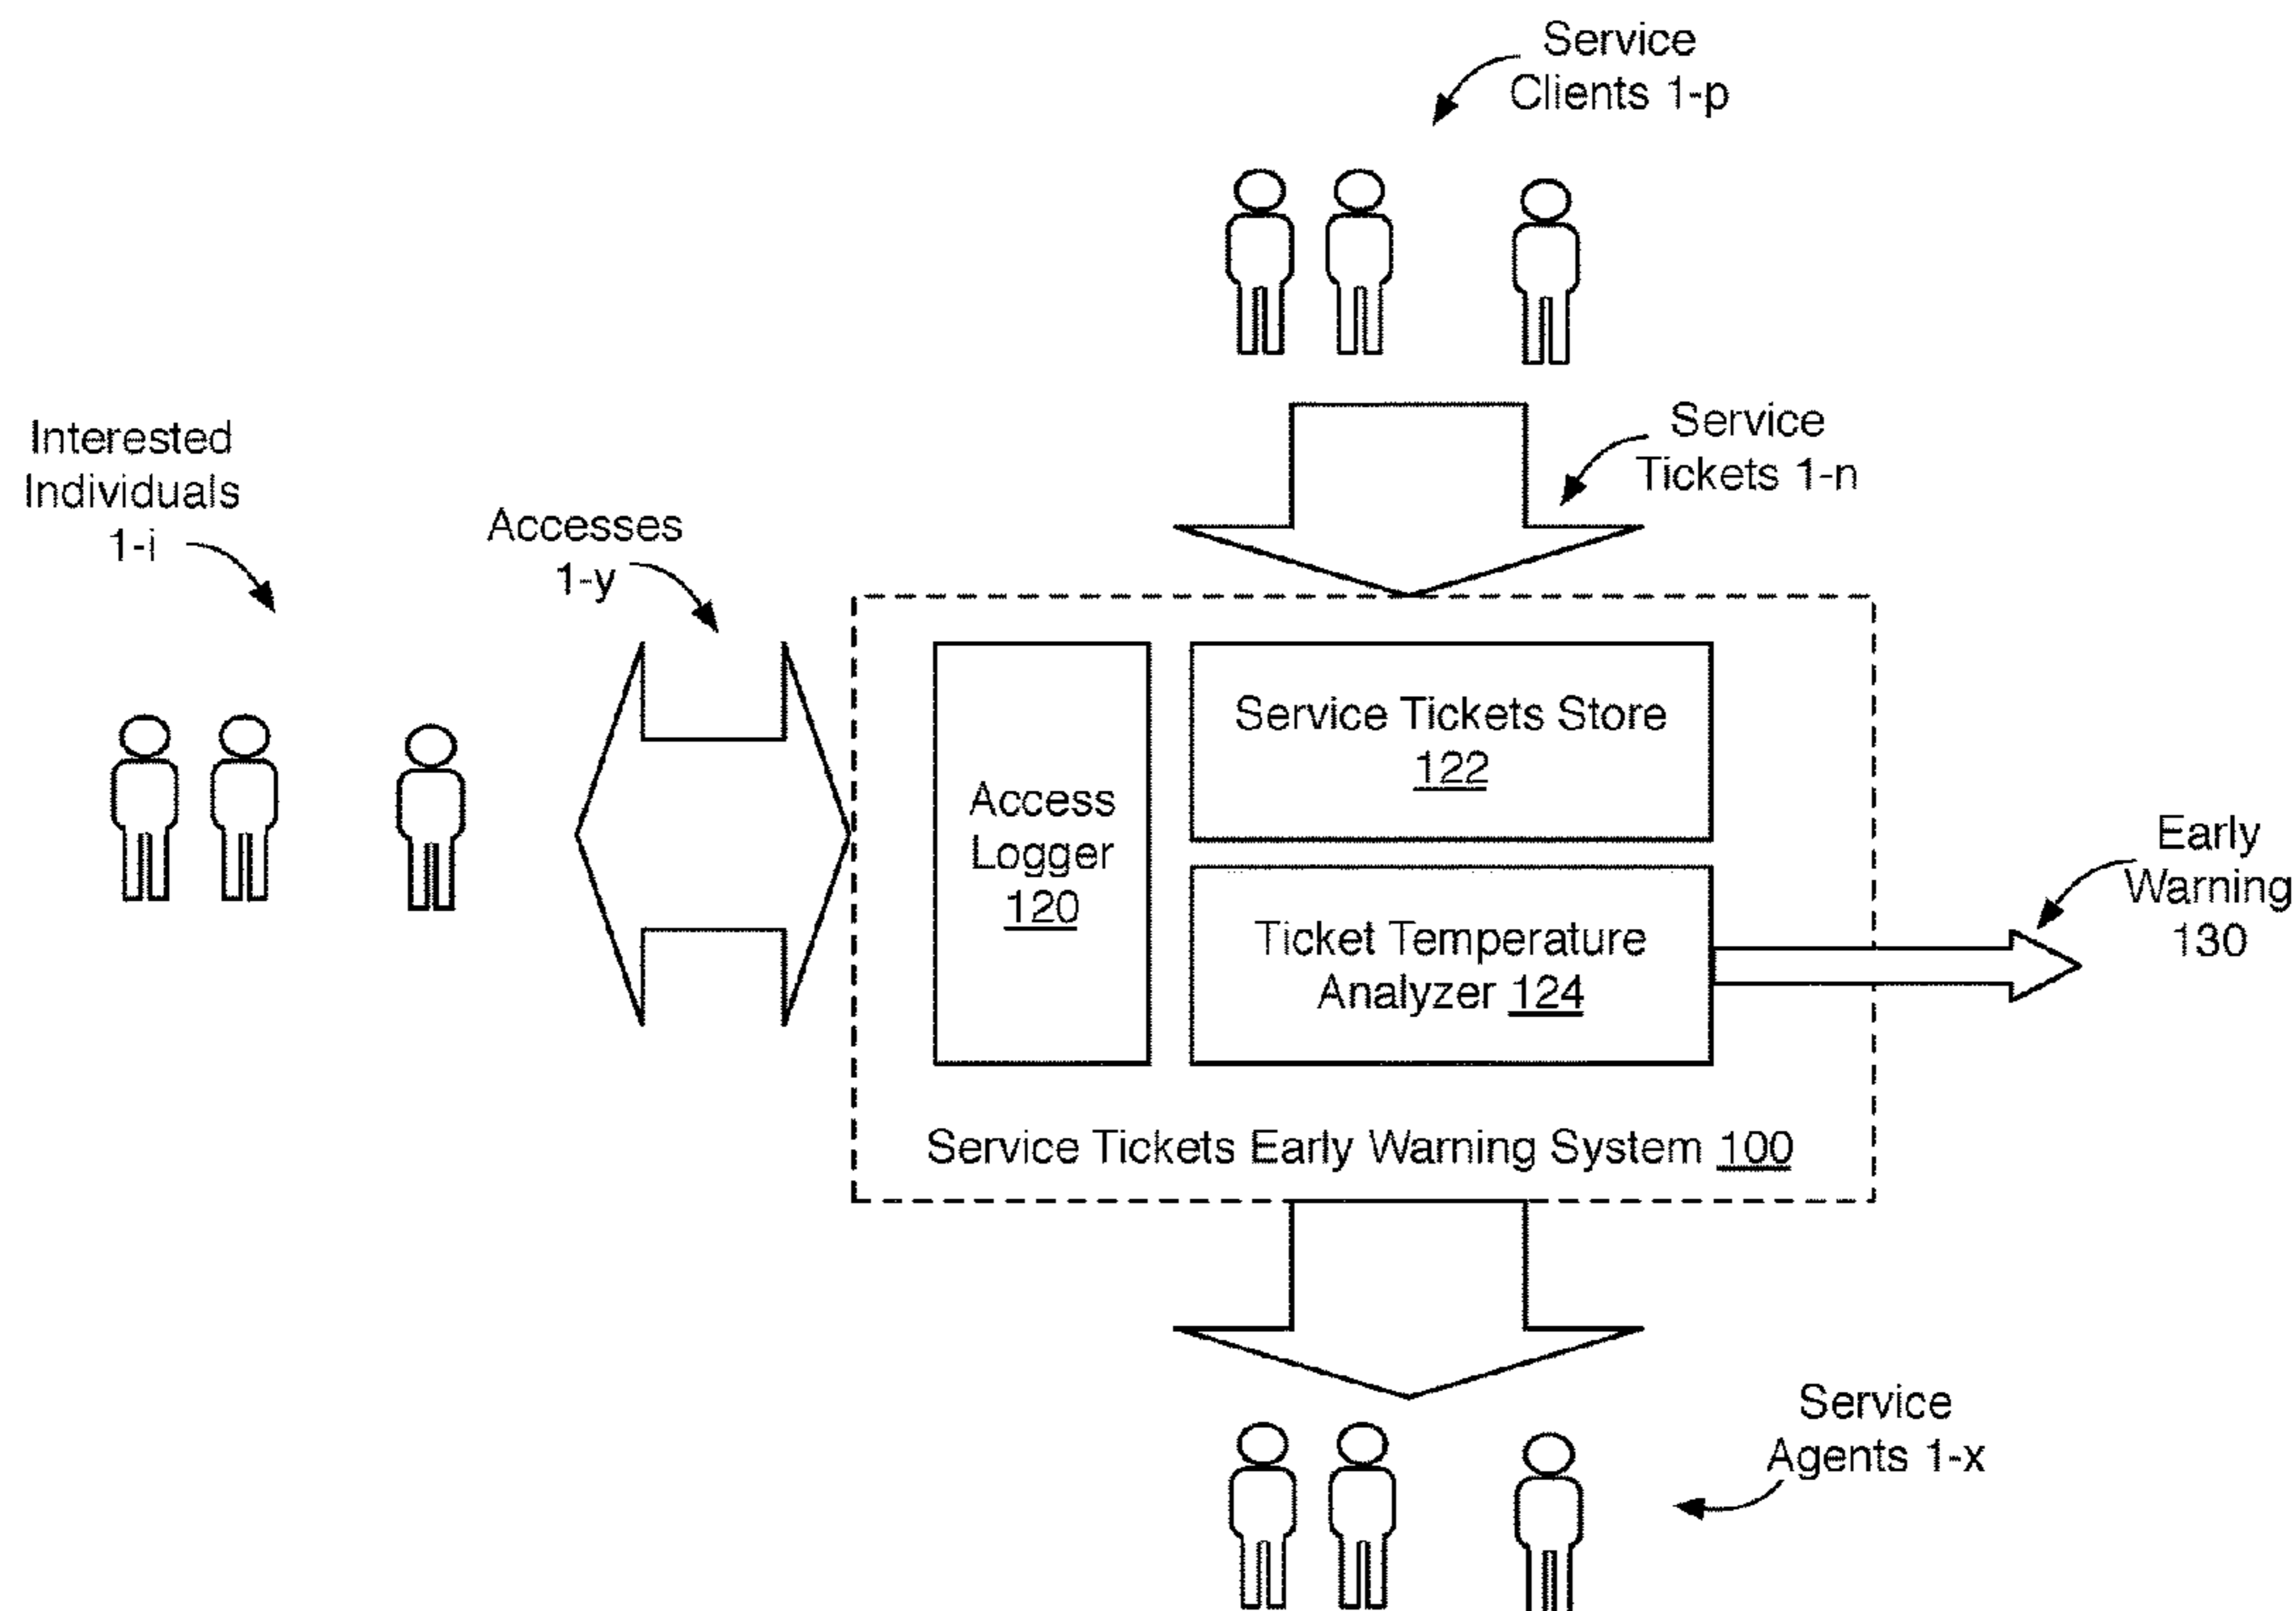 Service
Clients 1-p
Service
Tickets 1-n
Interested
Individuals
1-i
Accesses
1-y
Service Tickets Store
122
Access
Logger
120
Ticket Temperature
Analyzer 124
Early
Warning
130
Service Tickets Early Warning System 100
Service
Agents 1-x